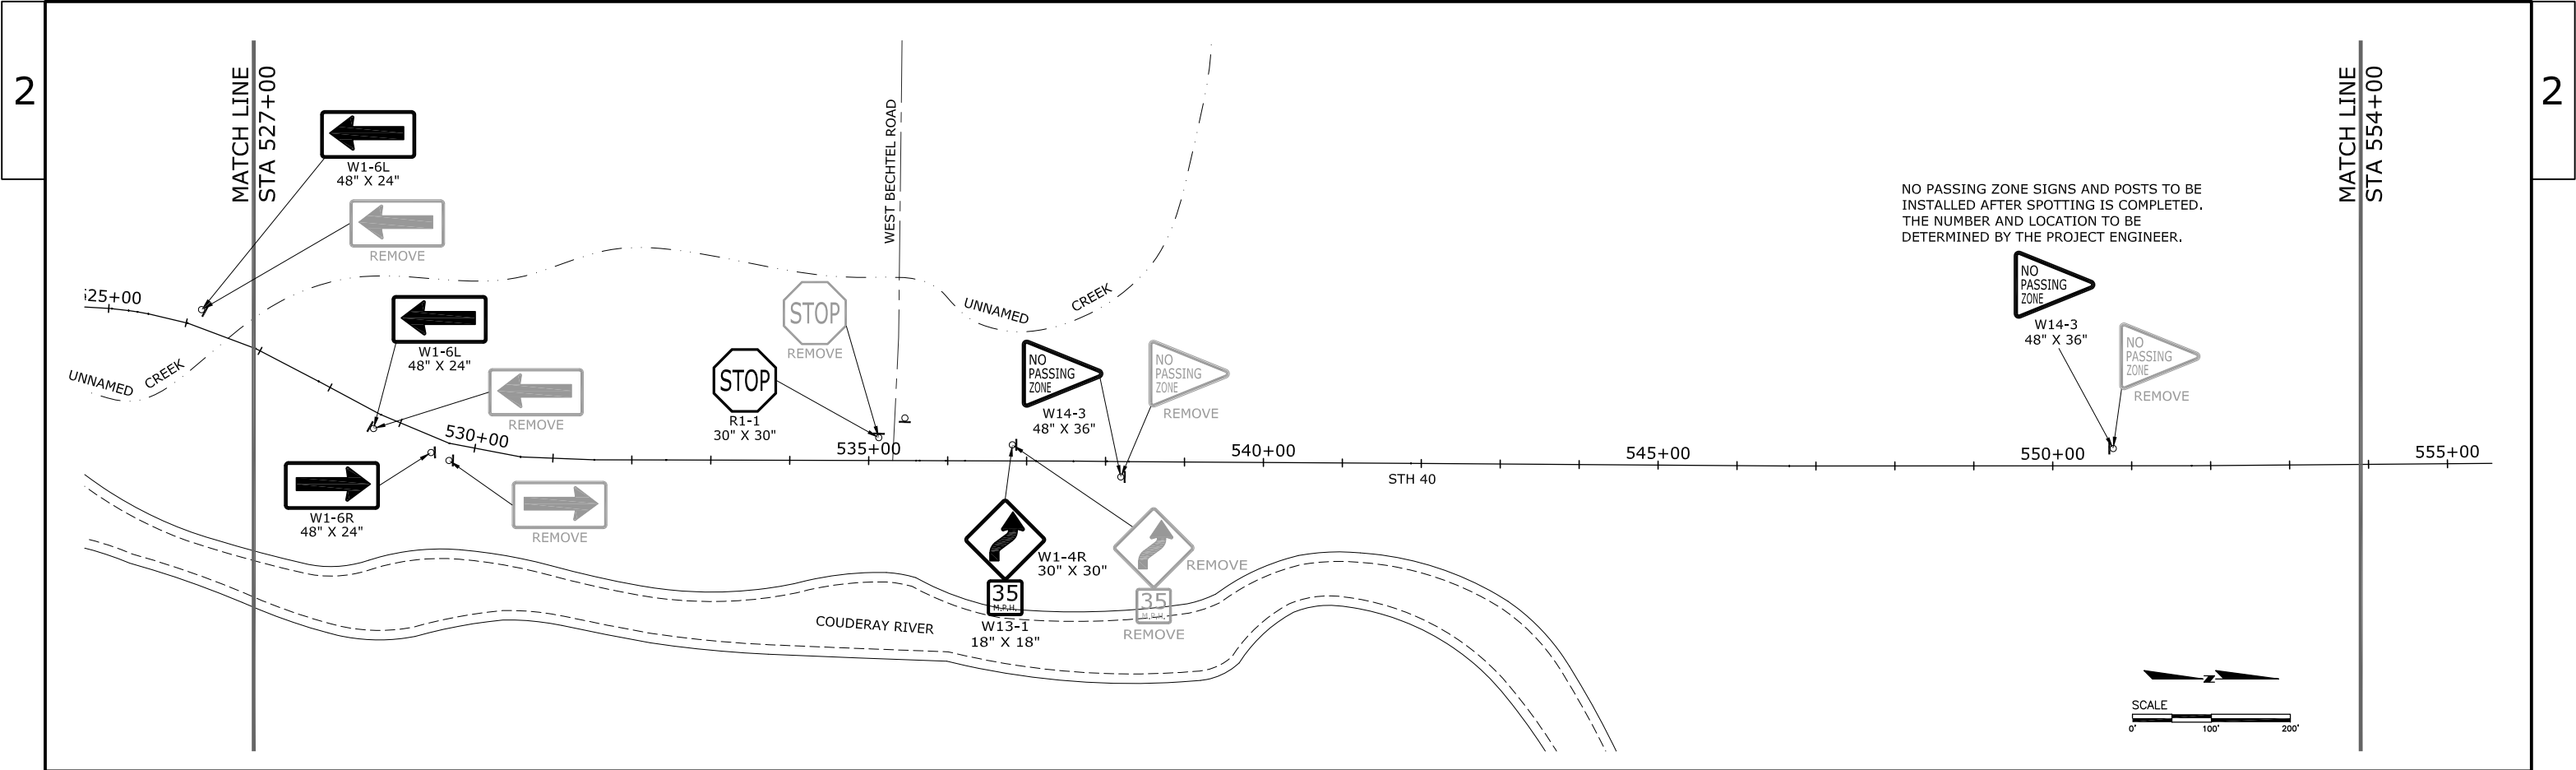 2
MATCH LINE
STA 527+00
W1-6L
48" X 24"
REMOVE
25+00
UNNAMED CREEK
W1-6L
48" X 24"
REMOVE
530+00
W1-6R
48" X 24"
REMOVE
WEST BECHTEL ROAD
STOP
REMOVE
STOP
R1-1
30" X 30"
535+00
UNNAMED CREEK
NO
PASSING
ZONE
W14-3
48" X 36"
NO
PASSING
ZONE
REMOVE
540+00
STH 40
W1-4R
30" X 30"
35
M.P.H.
W13-1
18" X 18"
REMOVE
35
M.P.H.
REMOVE
COUDERAY RIVER
545+00
NO PASSING ZONE SIGNS AND POSTS TO BE
INSTALLED AFTER SPOTTING IS COMPLETED.
THE NUMBER AND LOCATION TO BE
DETERMINED BY THE PROJECT ENGINEER.
NO
PASSING
ZONE
W14-3
48" X 36"
NO
PASSING
ZONE
REMOVE
550+00
555+00
MATCH LINE
STA 554+00
N
SCALE
0' 100' 200'
2